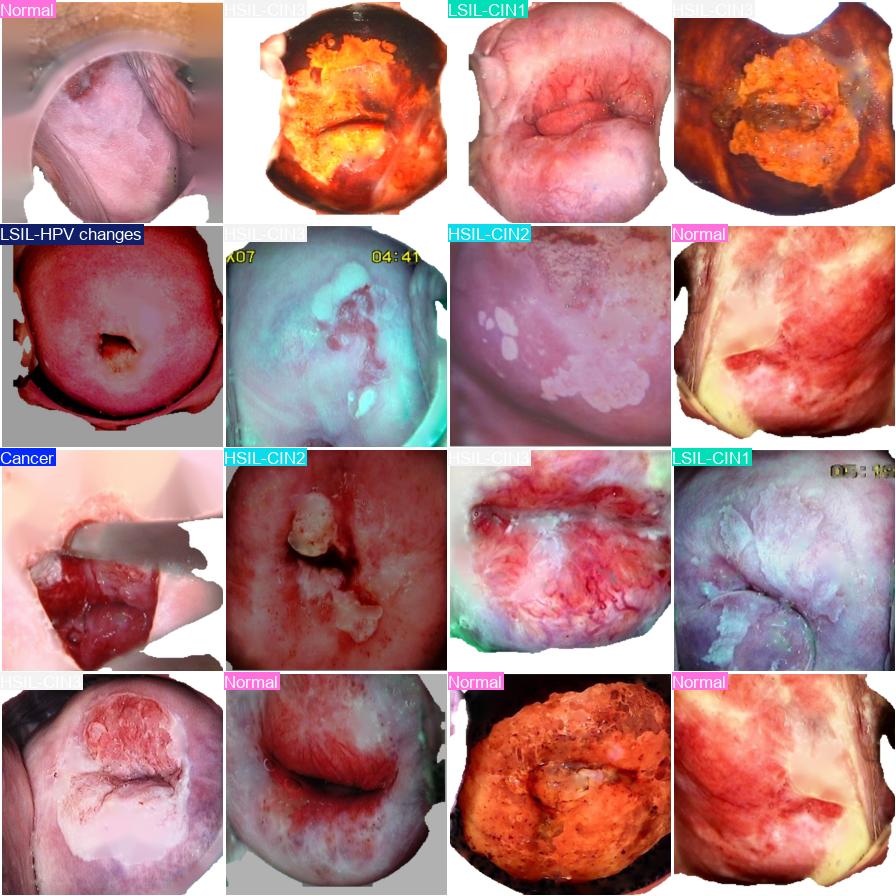 Normal
HSIL-CIN3
LSIL-CIN1
HSIL-CIN3
LSIL-HPV changes
HSIL-CIN3
HSIL-CIN2
Normal
X07
04:41
Cancer
HSIL-CIN2
HSIL-CIN3
LSIL-CIN1
HSIL-CIN3
Normal
Normal
Normal